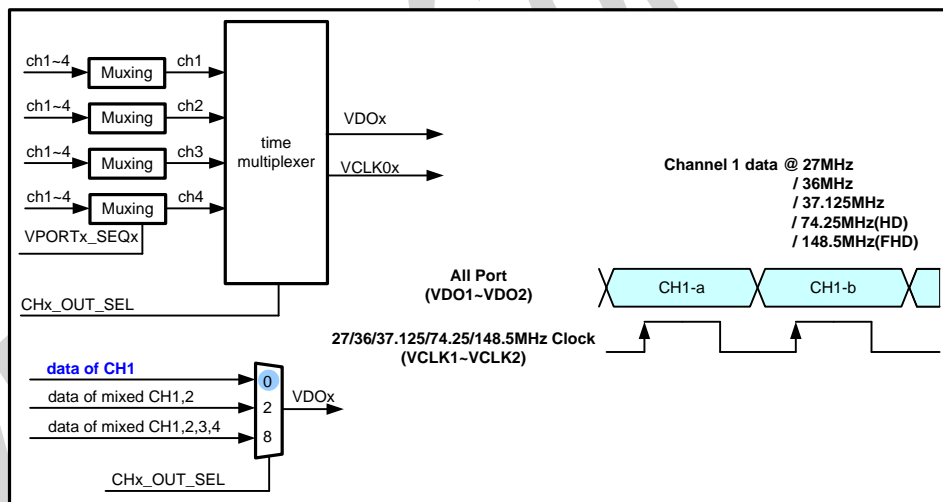 ch1~4
Muxing
ch1
ch1~4
Muxing
ch2
ch1~4
Muxing
ch3
ch1~4
Muxing
ch4
VPORTx_SEQx
CHx_OUT_SEL
time
multiplexer
VDOx
VCLK0x
Channel 1 data @ 27MHz
/ 36MHz
/ 37.125MHz
/ 74.25MHz(HD)
/ 148.5MHz(FHD)
All Port
(VDO1~VDO2)
CH1-a
CH1-b
27/36/37.125/74.25/148.5MHz Clock
(VCLK1~VCLK2)
data of CH1
0
data of mixed CH1,2
2
VDOx
data of mixed CH1,2,3,4
8
CHx_OUT_SEL